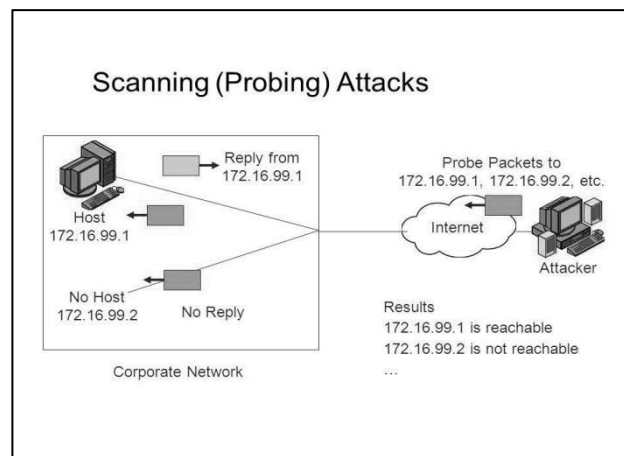 Scanning (Probing) Attacks
Reply from
172.16.99.1
Host
172.16.99.1
No Host
172.16.99.2
No Reply
Corporate Network
Probe Packets to
172.16.99.1, 172.16.99.2, etc.
Internet
Attacker
Results
172.16.99.1 is reachable
172.16.99.2 is not reachable
…